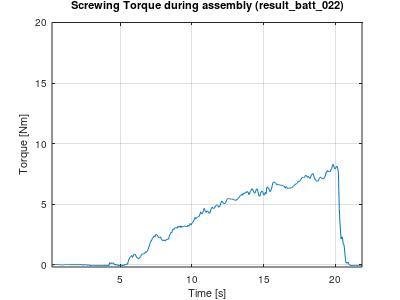 Screwing Torque during assembly (result_batt_022)
20
15
10
5
0
Torque [Nm]
5 10 15 20
Time [s]